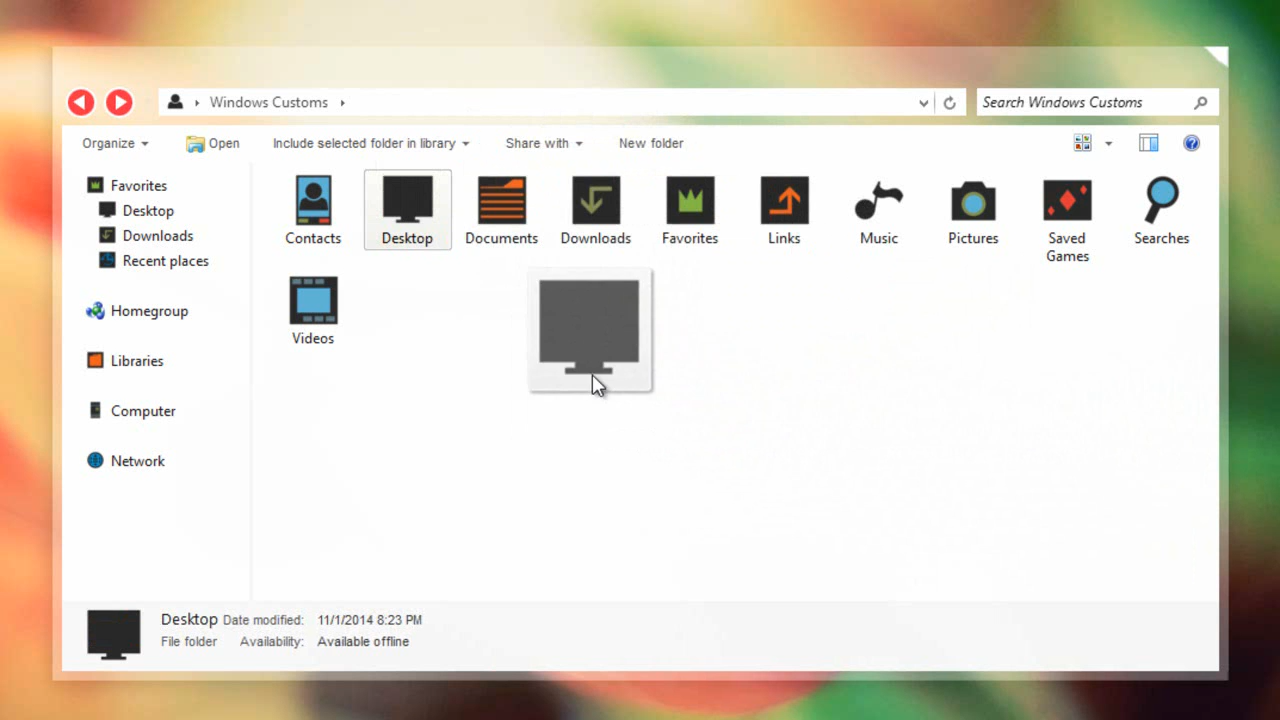 Windows Customs
Search Windows Customs
Organize
Open
Include selected folder in library
Share with
New folder
Favorites
Desktop
Downloads
Recent places
Homegroup
Libraries
Computer
Network
Contacts
Desktop
Documents
Downloads
Favorites
Links
Music
Pictures
Saved
Games
Searches
Videos
Desktop Date modified: 11/1/2014 8:23 PM
File folder Availability: Available offline